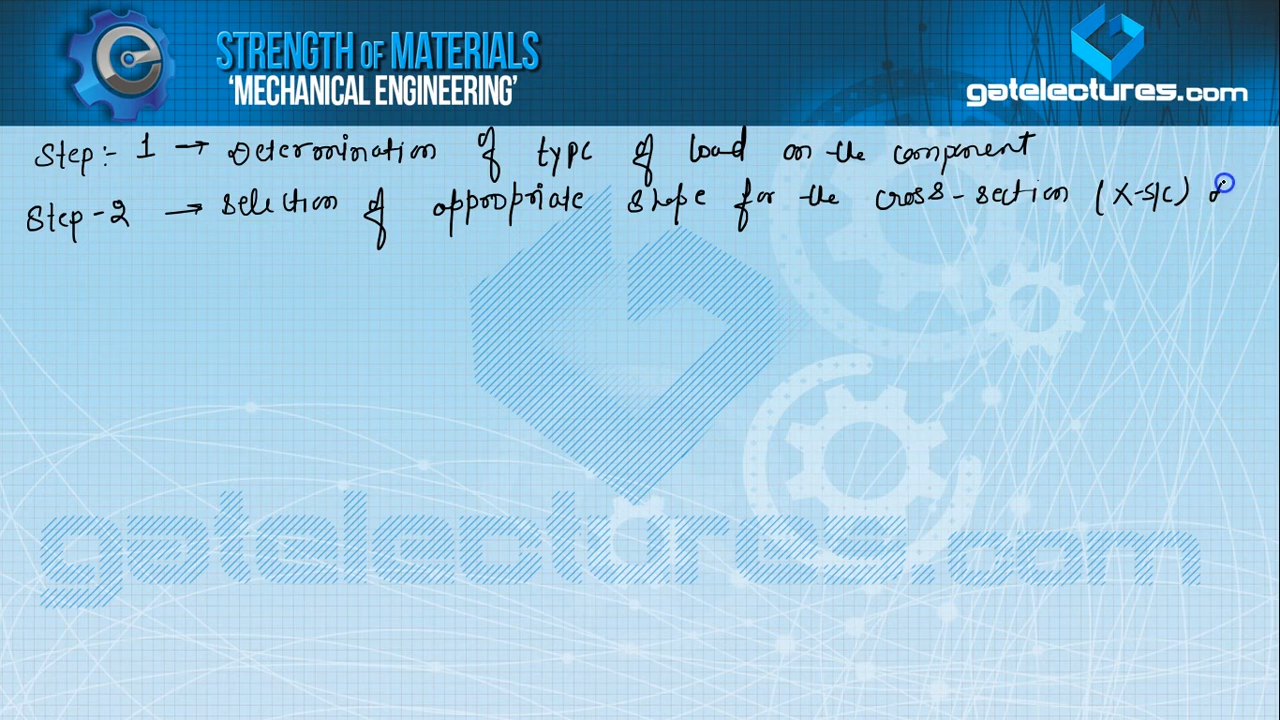 STRENGTH OF MATERIALS
'MECHANICAL ENGINEERING'
gatelectures.com
Step:- 1 → Determination of type of load on the component
Step-2 → selection of appropriate shape for the cross-section (X-s/c)
gatelectures.com